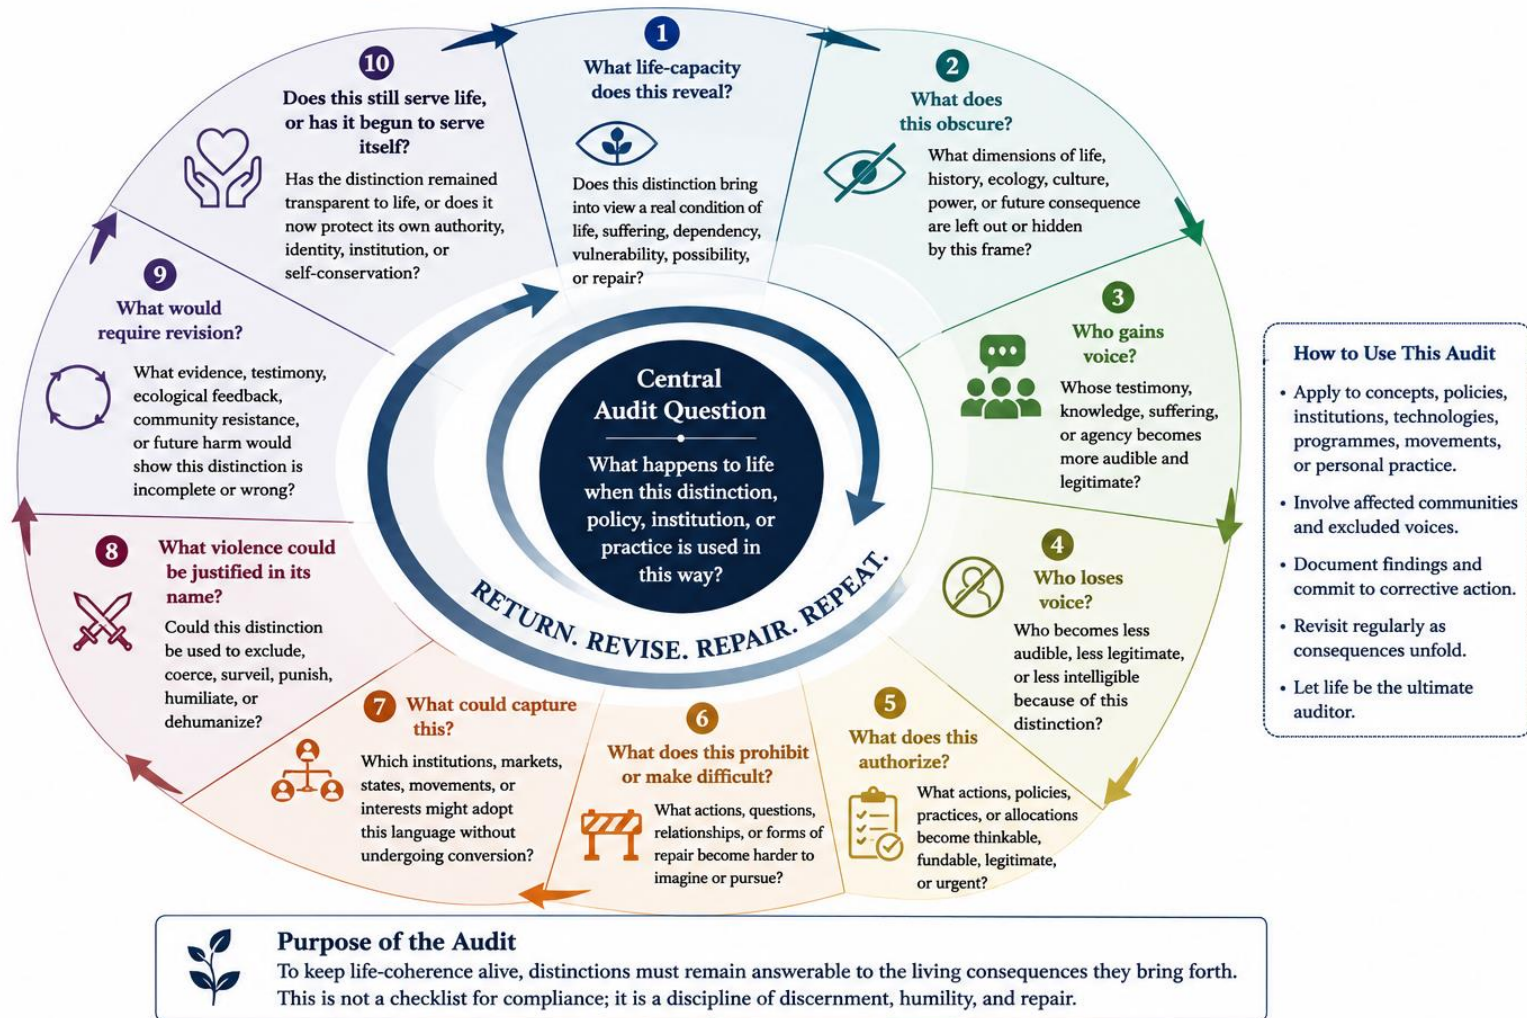 1
What life-capacity
does this reveal?
Does this distinction bring
into view a real condition of
life, suffering, dependency,
vulnerability, possibility,
or repair?
2
What does
this obscure?
What dimensions of life,
history, ecology, culture,
power, or future consequence
are left out or hidden
by this frame?
3
Who gains
voice?
Whose testimony,
knowledge, suffering,
or agency becomes
more audible and
legitimate?
4
Who loses
voice?
Who becomes less
audible, less legitimate,
or less intelligible
because of this
distinction?
5
What does this
authorize?
What actions, policies,
practices, or allocations
become thinkable,
fundable, legitimate,
or urgent?
6
What does this prohibit
or make difficult?
What actions, questions,
relationships, or forms of
repair become harder to
imagine or pursue?
7
What could capture
this?
Which institutions, markets,
states, movements, or
interests might adopt
this language without
undergoing conversion?
8
What violence could
be justified in its
name?
Could this distinction
be used to exclude,
coerce, surveil, punish,
humiliate, or
dehumanize?
9
What would
require revision?
What evidence, testimony,
ecological feedback,
community resistance,
or future harm would
show this distinction is
incomplete or wrong?
10
Does this still serve life,
or has it begun to serve
itself?
Has the distinction remained
transparent to life, or does it
now protect its own authority,
identity, institution, or
self-conservation?
Central
Audit Question
What happens to life
when this distinction,
policy, institution, or
practice is used in
this way?
RETURN. REVISE. REPAIR. REPEAT.
How to Use This Audit
• Apply to concepts, policies,
institutions, technologies,
programmes, movements,
or personal practice.
• Involve affected communities
and excluded voices.
• Document findings and
commit to corrective action.
• Revisit regularly as
consequences unfold.
• Let life be the ultimate
auditor.
Purpose of the Audit
To keep life-coherence alive, distinctions must remain answerable to the living consequences they bring forth.
This is not a checklist for compliance; it is a discipline of discernment, humility, and repair.